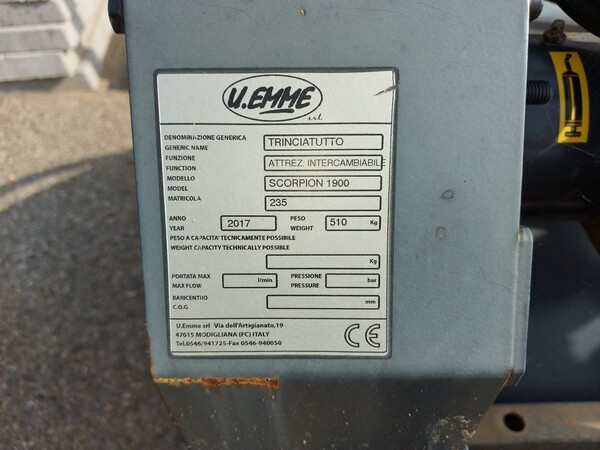 U.EMME
s.r.l.
DENOMINAZIONE GENERICA
GENERIC NAME
TRINCIATUTTO
FUNZIONE
FUNCTION
ATTREZ. INTERCAMBIABILE
MODELLO
MODEL
SCORPION 1900
MATRICOLA
235
ANNO
YEAR
2017
PESO
WEIGHT
510 Kg
PESO A CAPACITA' TECNICAMENTE POSSIBILE
WEIGHT CAPACITY TECHNICALLY POSSIBLE
Kg
PORTATA MAX
MAX FLOW
l/min
PRESSIONE
PRESSURE
bar
BARICENTRO
C.O.G.
mm
U.Emme srl Via dell'Artigianato,19
47015 MODIGLIANA (FC) ITALY
Tel.0546/941725-Fax 0546-940050
CE